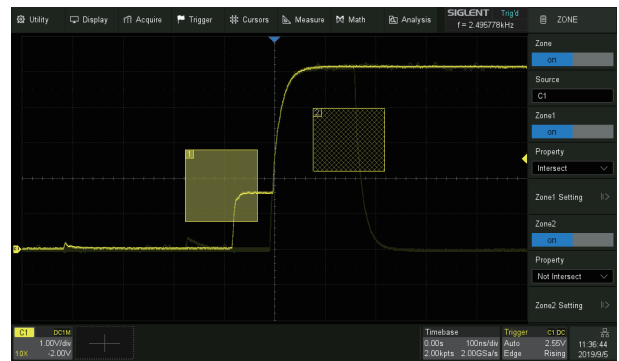 Utility Display Acquire Trigger Cursors Measure Math Analysis SIGLENT Trig'd ZONE
f = 2.495778kHz
Zone
on
Source
C1
Zone1
on
Property
Intersect
Zone1 Setting
Zone2
on
Property
Not Intersect
Zone2 Setting
1
2
C1 DC1M
1.00V/div
10X -2.00V
Timebase
0.00s 100ns/div
2.00kpts 2.00GSa/s
Trigger C1 DC
Auto 2.55V
Edge Rising
11:36:44
2019/9/5